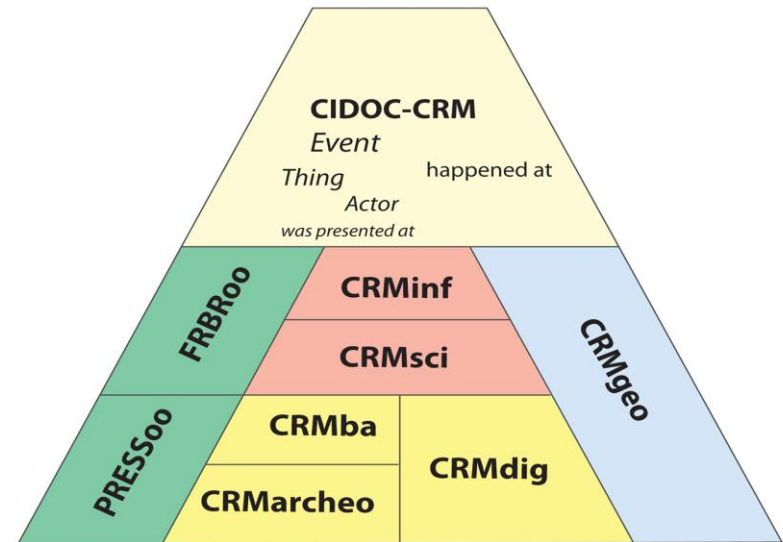 CIDOC-CRM
Event
Thing
happened at
Actor
was presented at
FRBRoo
CRMinf
CRMgeo
CRMsci
PRESSoo
CRMba
CRMdig
CRMarcheo